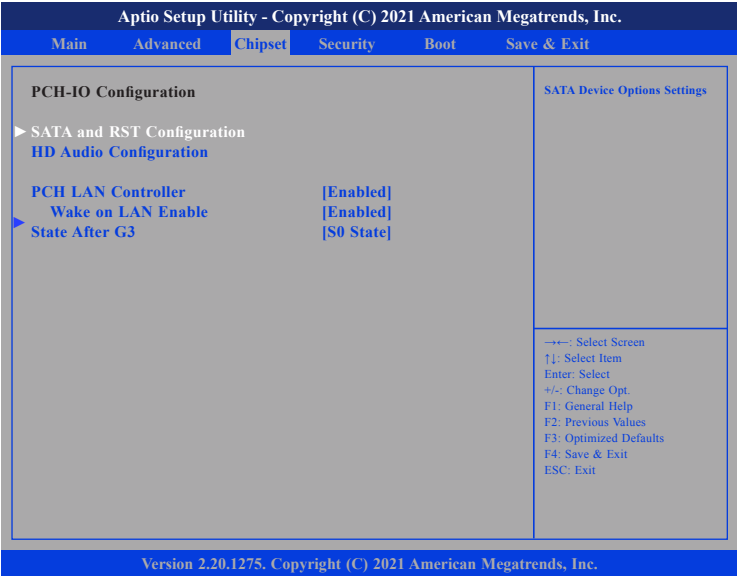 Aptio Setup Utility - Copyright (C) 2021 American Megatrends, Inc.
Main Advanced Chipset Security Boot Save & Exit
PCH-IO Configuration
► SATA and RST Configuration
HD Audio Configuration
PCH LAN Controller [Enabled]
Wake on LAN Enable [Enabled]
►
State After G3 [S0 State]
SATA Device Options Settings
→←: Select Screen
↑↓: Select Item
Enter: Select
+/-: Change Opt.
F1: General Help
F2: Previous Values
F3: Optimized Defaults
F4: Save & Exit
ESC: Exit
Version 2.20.1275. Copyright (C) 2021 American Megatrends, Inc.